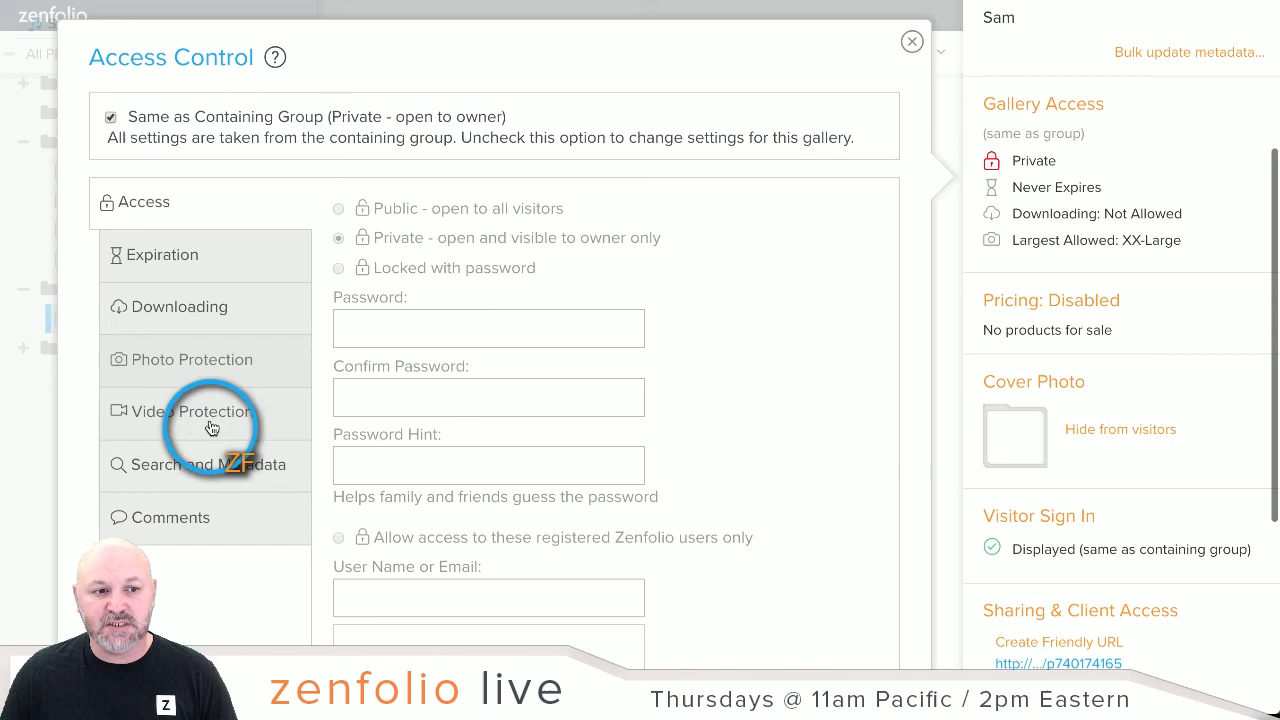 zenfolio
All Pl
Access Control ?
Same as Containing Group (Private - open to owner)
All settings are taken from the containing group. Uncheck this option to change settings for this gallery.
Access
Expiration
Downloading
Photo Protection
Video Protection
Search and Metadata
ZF
Comments
Public - open to all visitors
Private - open and visible to owner only
Locked with password
Password:
Confirm Password:
Password Hint:
Helps family and friends guess the password
Allow access to these registered Zenfolio users only
User Name or Email:
Sam
Bulk update metadata...
Gallery Access
(same as group)
Private
Never Expires
Downloading: Not Allowed
Largest Allowed: XX-Large
Pricing: Disabled
No products for sale
Cover Photo
Hide from visitors
Visitor Sign In
Displayed (same as containing group)
Sharing & Client Access
Create Friendly URL
http://.../p740174165
Z
zenfolio live
Thursdays @ 11am Pacific / 2pm Eastern